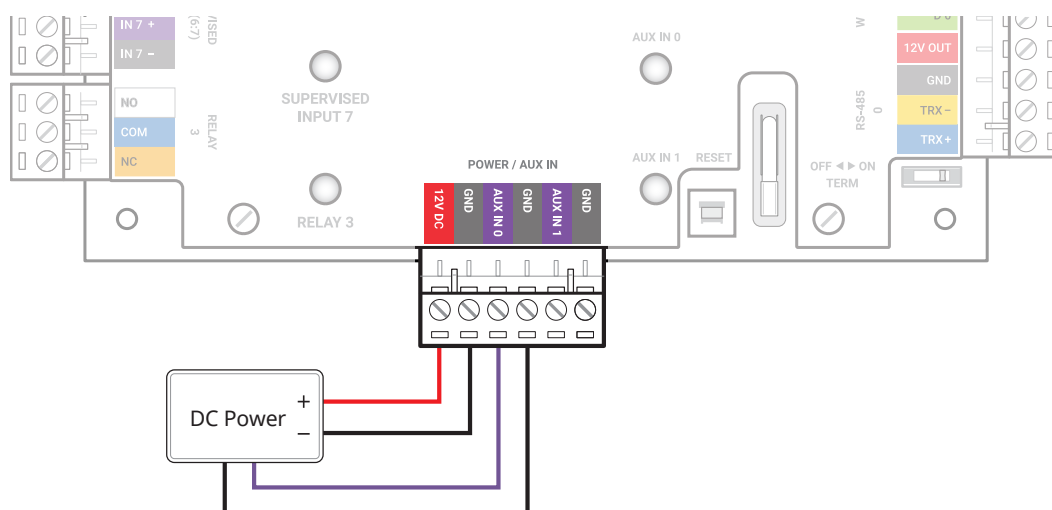 IN 7 +
IN 7 –
(6:7)
NO
COM
NC
RELAY
3
SUPERVISED
INPUT 7
RELAY 3
AUX IN 0
AUX IN 1
RESET
POWER / AUX IN
12V DC
GND
AUX IN 0
GND
AUX IN 1
GND
OFF ◄ ► ON
TERM
W
12V OUT
GND
TRX –
TRX +
RS-485
0
DC Power
+
–